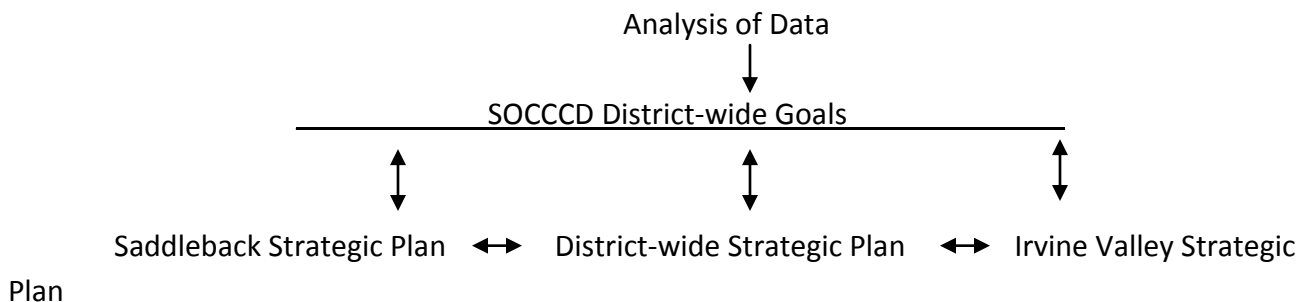 Analysis of Data
SOCCCD District-wide Goals
Saddleback Strategic Plan District-wide Strategic Plan Irvine Valley Strategic
Plan